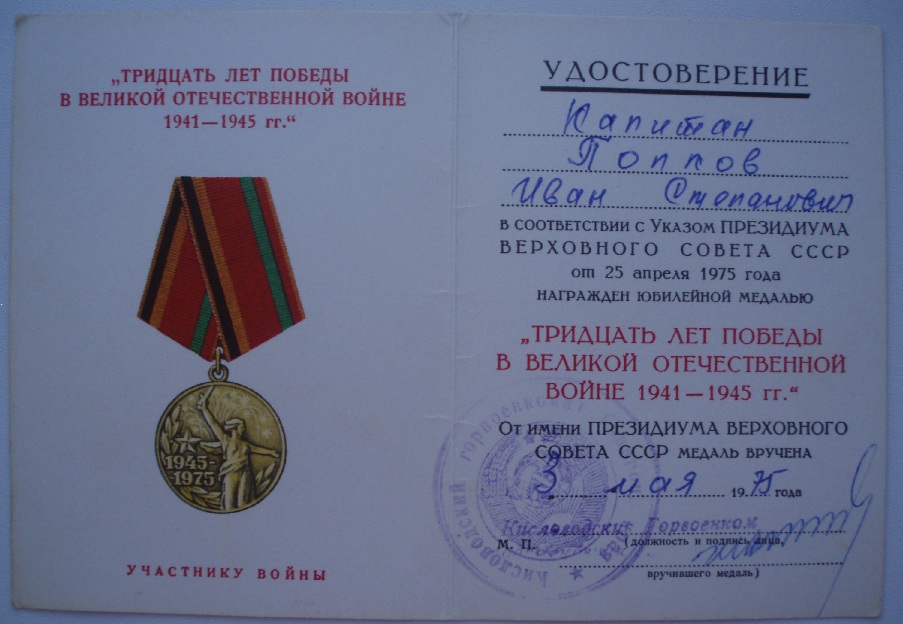 „ТРИДЦАТЬ ЛЕТ ПОБЕДЫ
В ВЕЛИКОЙ ОТЕЧЕСТВЕННОЙ ВОЙНЕ
1941—1945 гг.“
1945-
1975
УЧАСТНИКУ ВОЙНЫ
УДОСТОВЕРЕНИЕ
Капитан
Попков
Иван Степанович
В СООТВЕТСТВИИ С УКАЗОМ ПРЕЗИДИУМА
ВЕРХОВНОГО СОВЕТА СССР
от 25 апреля 1975 года
НАГРАЖДЕН ЮБИЛЕЙНОЙ МЕДАЛЬЮ
„ТРИДЦАТЬ ЛЕТ ПОБЕДЫ
В ВЕЛИКОЙ ОТЕЧЕСТВЕННОЙ
ВОЙНЕ 1941—1945 гг.“
От имени ПРЕЗИДИУМА ВЕРХОВНОГО
СОВЕТА СССР МЕДАЛЬ ВРУЧЕНА
3 мая 1975 года
Кисловодский Горвоенком
М. П. (должность и подпись лица,
вручившего медаль)
Кисловодский горвоенкомат